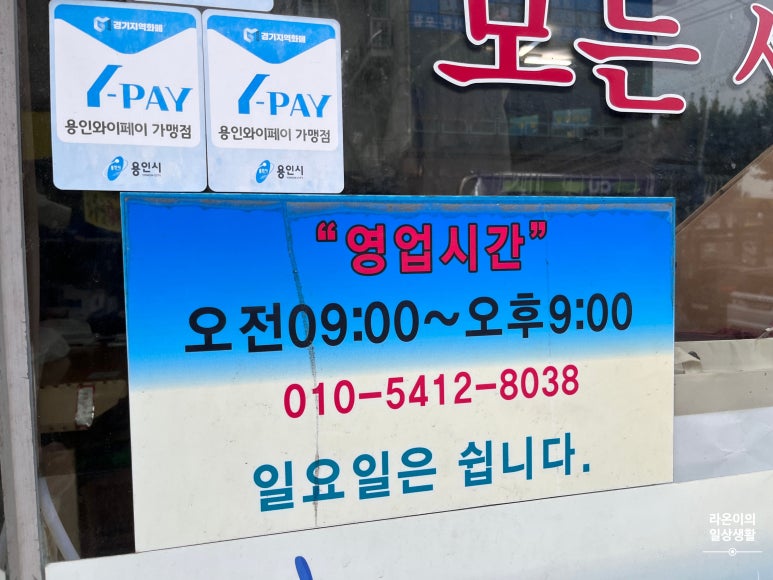 경기지역화폐
Y-PAY
용인와이페이 가맹점
용인시
경기지역화폐
Y-PAY
용인와이페이 가맹점
용인시
모든
“영업시간”
오전09:00~오후9:00
010-5412-8038
일요일은 쉽니다.
라온이의
일상생활